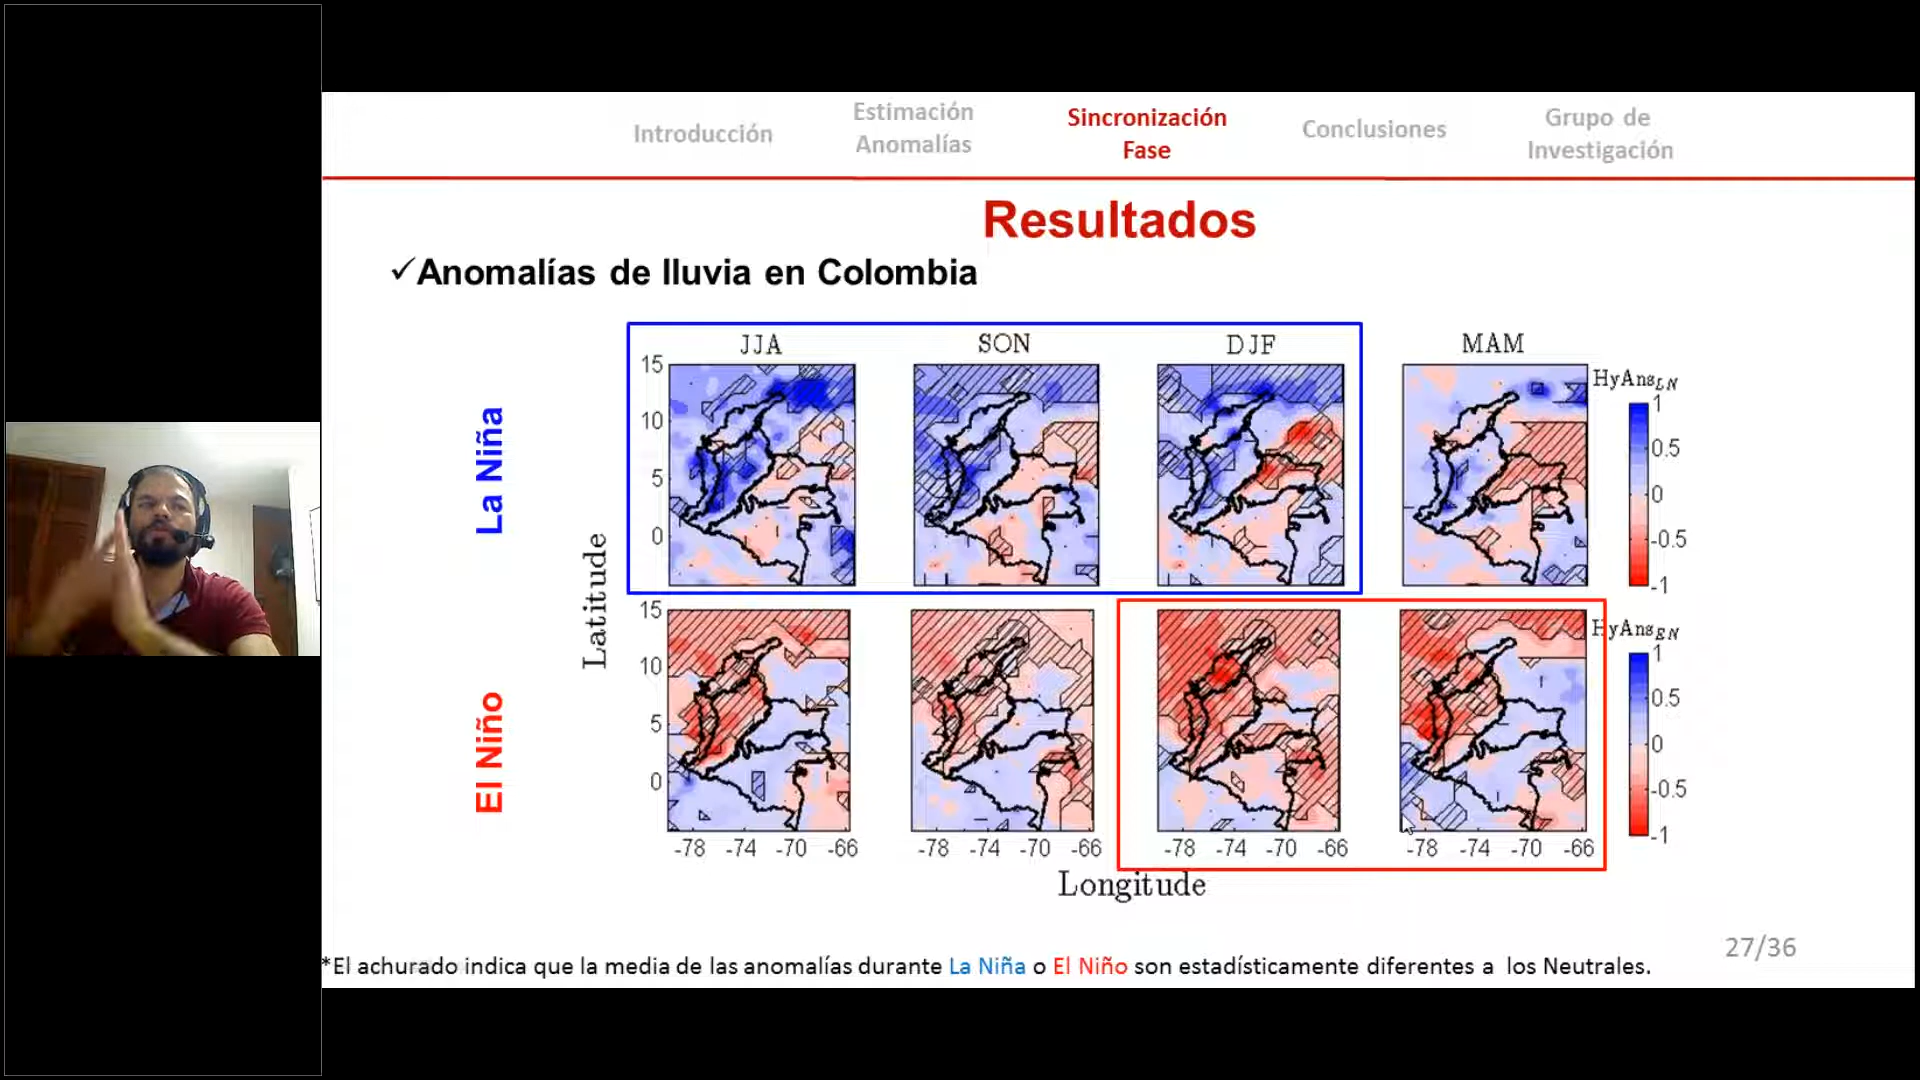 Introducción
Estimación
Anomalías
Sincronización
Fase
Conclusiones
Grupo de
Investigación
Resultados
✓Anomalías de lluvia en Colombia
JJA
SON
DJF
MAM
La Niña
15
10
5
0
HyAns_LN
1
0.5
0
-0.5
-1
Latitude
El Niño
15
10
5
0
HyAns_EN
1
0.5
0
-0.5
-1
-78 -74 -70 -66
-78 -74 -70 -66
-78 -74 -70 -66
-78 -74 -70 -66
Longitude
27/36
*El achurado indica que la media de las anomalías durante La Niña o El Niño son estadísticamente diferentes a los Neutrales.